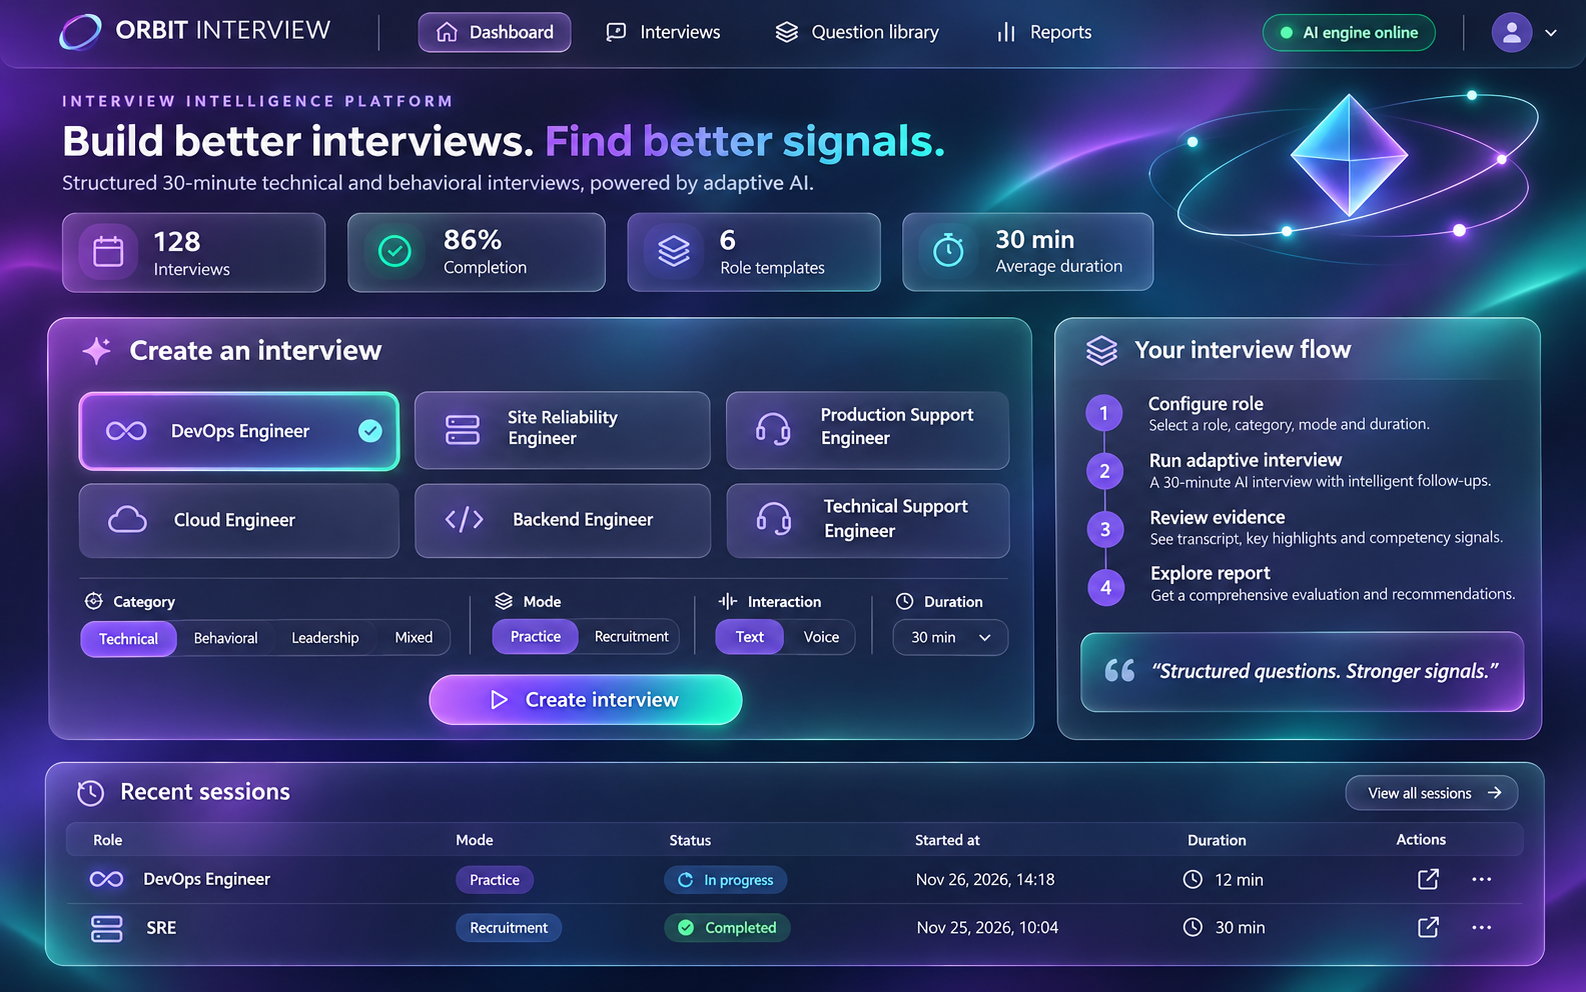 ORBIT INTERVIEW
Dashboard
Interviews
Question library
Reports
AI engine online
INTERVIEW INTELLIGENCE PLATFORM
Build better interviews. Find better signals.
Structured 30-minute technical and behavioral interviews, powered by adaptive AI.
128
Interviews
86%
Completion
6
Role templates
30 min
Average duration
Create an interview
DevOps Engineer
Site Reliability
Engineer
Production Support
Engineer
Cloud Engineer
Backend Engineer
Technical Support
Engineer
Category
Technical
Behavioral
Leadership
Mixed
Mode
Practice
Recruitment
Interaction
Text
Voice
Duration
30 min
Create interview
Your interview flow
1
Configure role
Select a role, category, mode and duration.
2
Run adaptive interview
A 30-minute AI interview with intelligent follow-ups.
3
Review evidence
See transcript, key highlights and competency signals.
4
Explore report
Get a comprehensive evaluation and recommendations.
“Structured questions. Stronger signals.”
Recent sessions
View all sessions
Role Mode Status Started at Duration Actions
DevOps Engineer Practice In progress Nov 26, 2026, 14:18 12 min
SRE Recruitment Completed Nov 25, 2026, 10:04 30 min